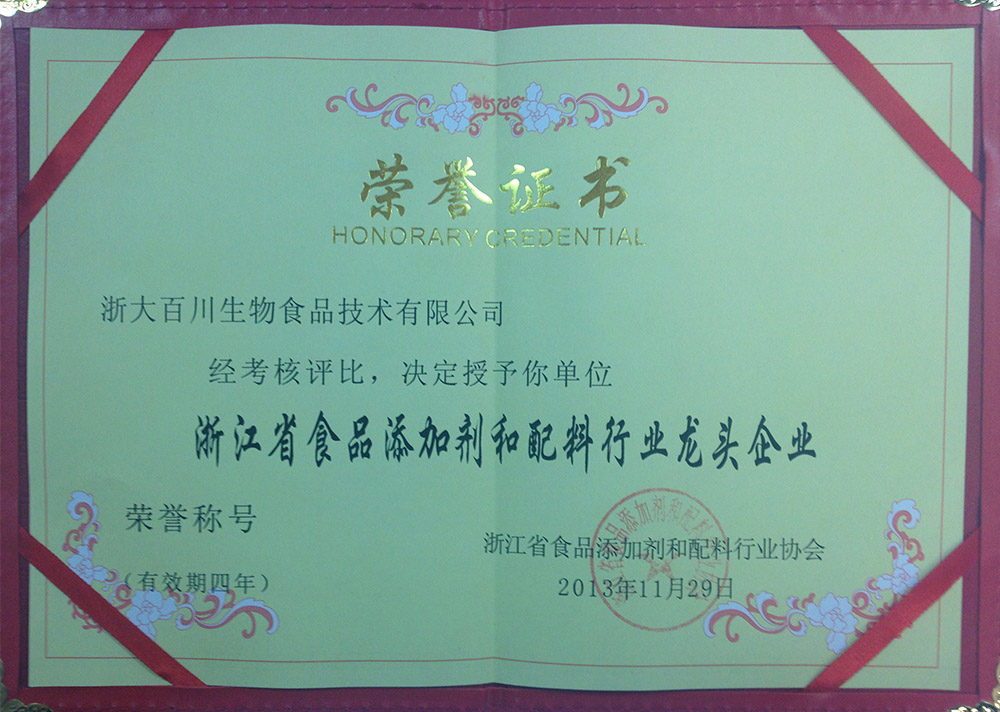 荣誉证书
HONORARY CREDENTIAL
浙大百川生物食品技术有限公司
经考核评比，决定授予你单位
浙江省食品添加剂和配料行业龙头企业
荣誉称号
（有效期四年）
浙江省食品添加剂和配料行业协会
2013年11月29日